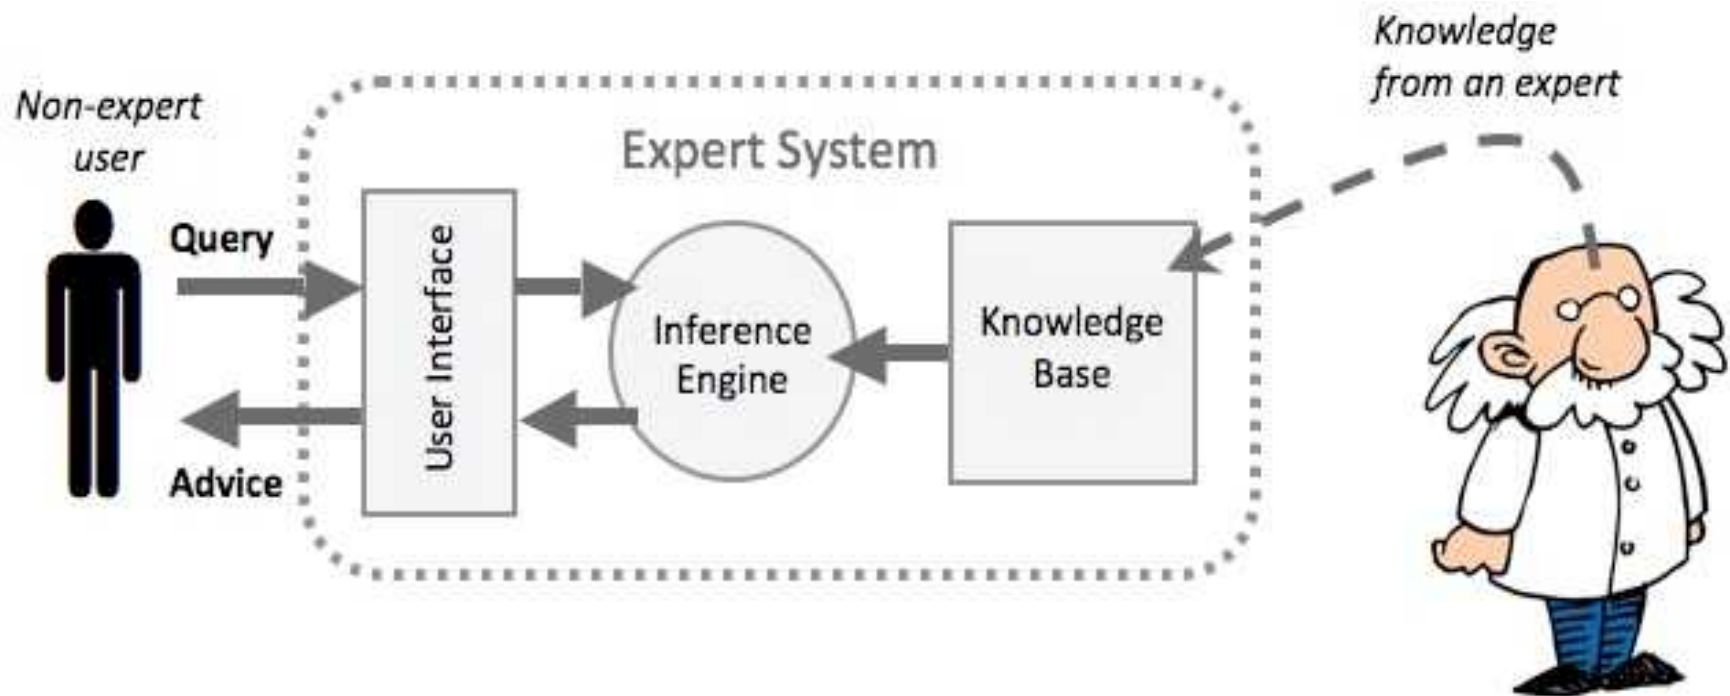 Knowledge
from an expert
Non-expert
user
Expert System
Query
User Interface
Inference
Engine
Knowledge
Base
Advice